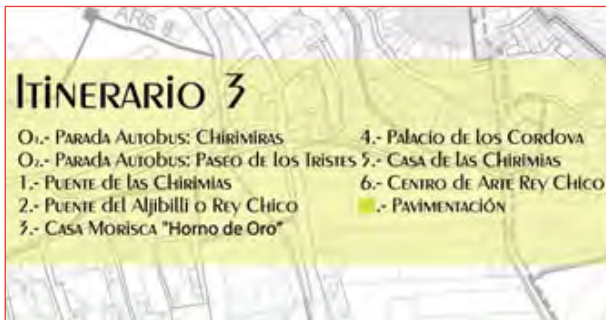 ARS 8
ITINERARIO 3
O1.- PARADA AUTOBUS: CHIRIMIRAS
O2.- PARADA AUTOBUS: PASEO DE LOS TRISTES
1.- PUENTE DE LAS CHIRIMIAS
2.- PUENTE DEL ALJIBILLI O REY CHICO
3.- CASA MORISCA "Horno de Oro"
4.- PALACIO DE LOS CORDOVA
5.- CASA DE LAS CHIRIMIAS
6.- CENTRO DE ARTE REY CHICO
.- PAVIMENTACIÓN